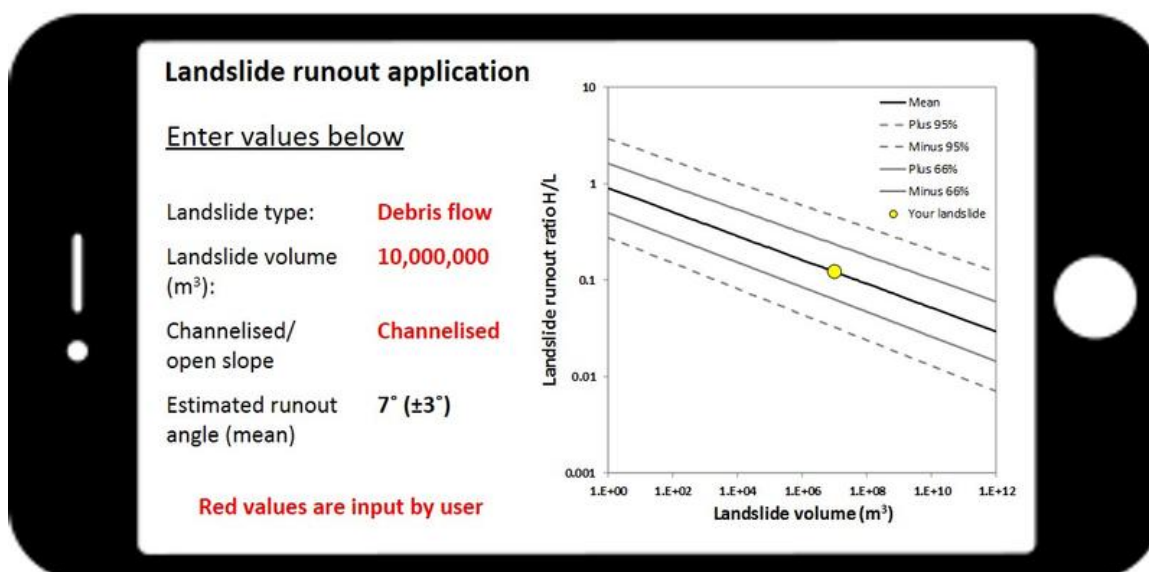 Landslide runout application
Enter values below
Landslide type: Debris flow
Landslide volume 10,000,000
(m³):
Channelised/ Channelised
open slope
Estimated runout 7˚ (±3˚)
angle (mean)
Red values are input by user
Landslide runout ratio H/L
10
1
0.1
0.01
0.001
Mean
Plus 95%
Minus 95%
Plus 66%
Minus 66%
Your landslide
1.E+00 1.E+02 1.E+04 1.E+06 1.E+08 1.E+10 1.E+12
Landslide volume (m³)